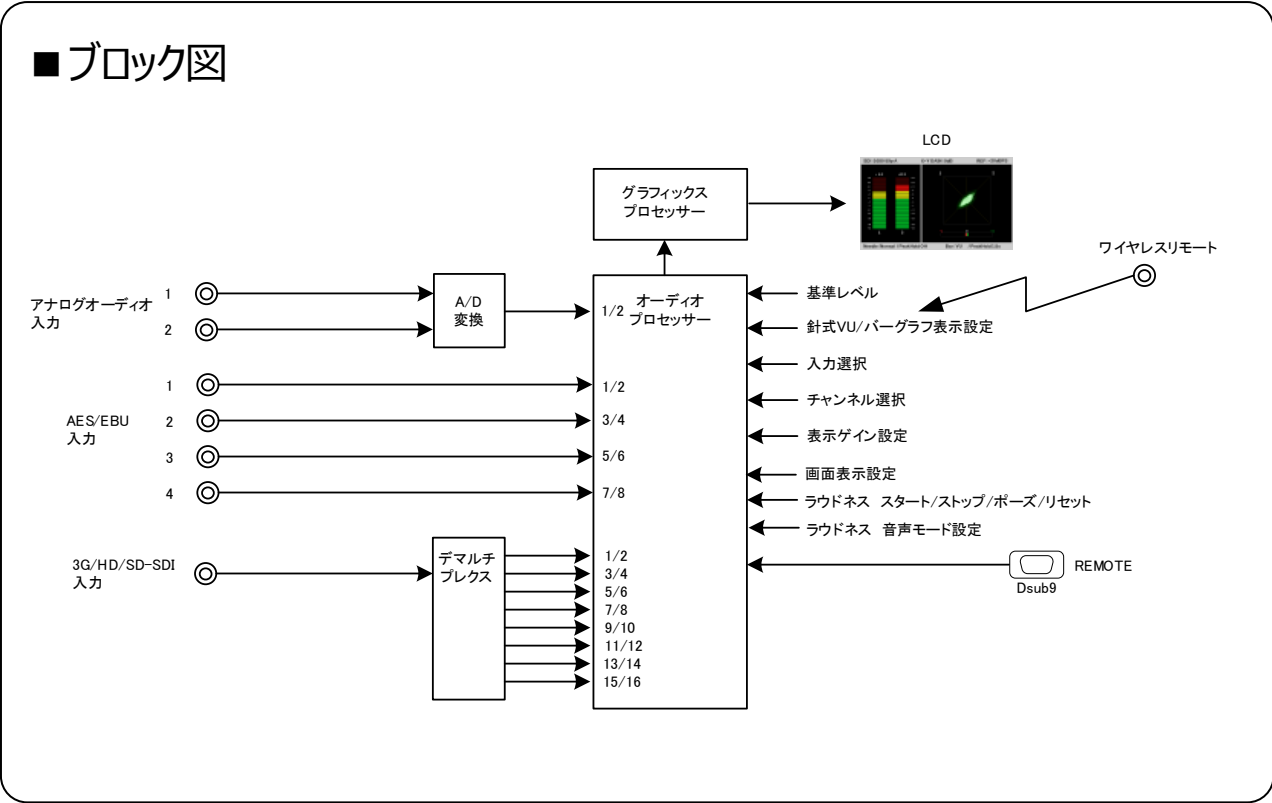 ■ブロック図
LCD
グラフィックス
プロセッサー
ワイヤレスリモート
アナログオーディオ
入力
1
2
A/D
変換
1/2
オーディオ
プロセッサー
基準レベル
針式VU/バーグラフ表示設定
入力選択
チャンネル選択
表示ゲイン設定
画面表示設定
ラウドネス スタート/ストップ/ポーズ/リセット
ラウドネス 音声モード設定
AES/EBU
入力
1
2
3
4
1/2
3/4
5/6
7/8
3G/HD/SD-SDI
入力
デマルチ
プレクス
1/2
3/4
5/6
7/8
9/10
11/12
13/14
15/16
REMOTE
Dsub9